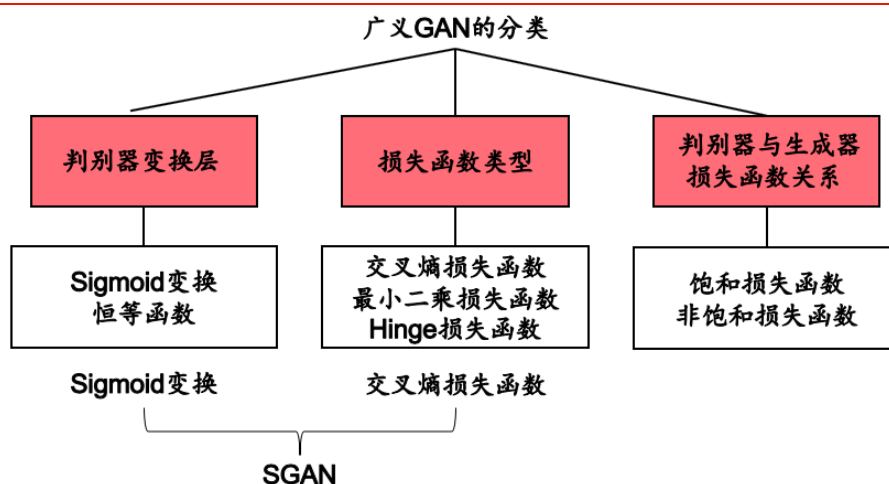 广义GAN的分类
判别器变换层
损失函数类型
判别器与生成器
损失函数关系
Sigmoid变换
恒等函数
交叉熵损失函数
最小二乘损失函数
Hinge损失函数
饱和损失函数
非饱和损失函数
Sigmoid变换
交叉熵损失函数
SGAN